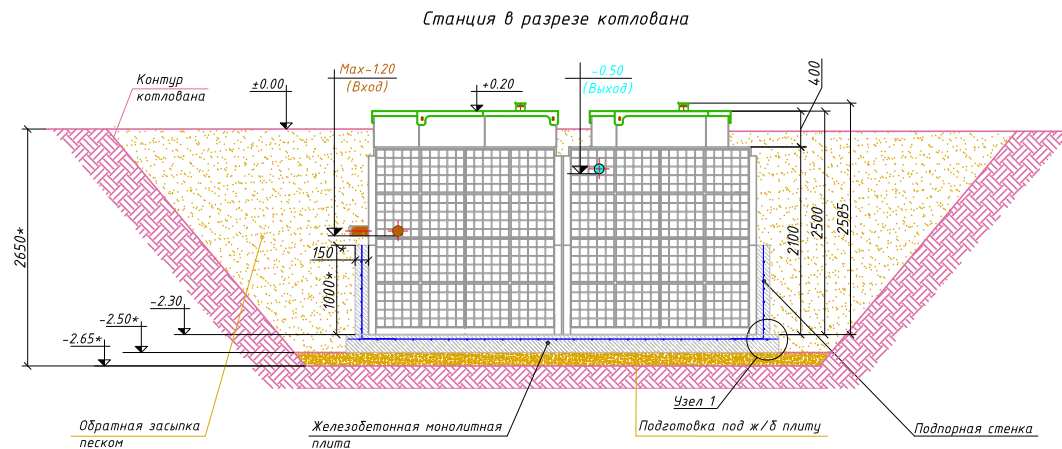 Станция в разрезе котлована
Контур
котлована
±0.00
Max-1.20
(Вход)
+0.20
-0.50
(Выход)
400
2650*
150*
1000*
2100
2500
2585
-2.30
-2.50*
-2.65*
Узел 1
Обратная засыпка
песком
Железобетонная монолитная
плита
Подготовка под ж/б плиту
Подпорная стенка